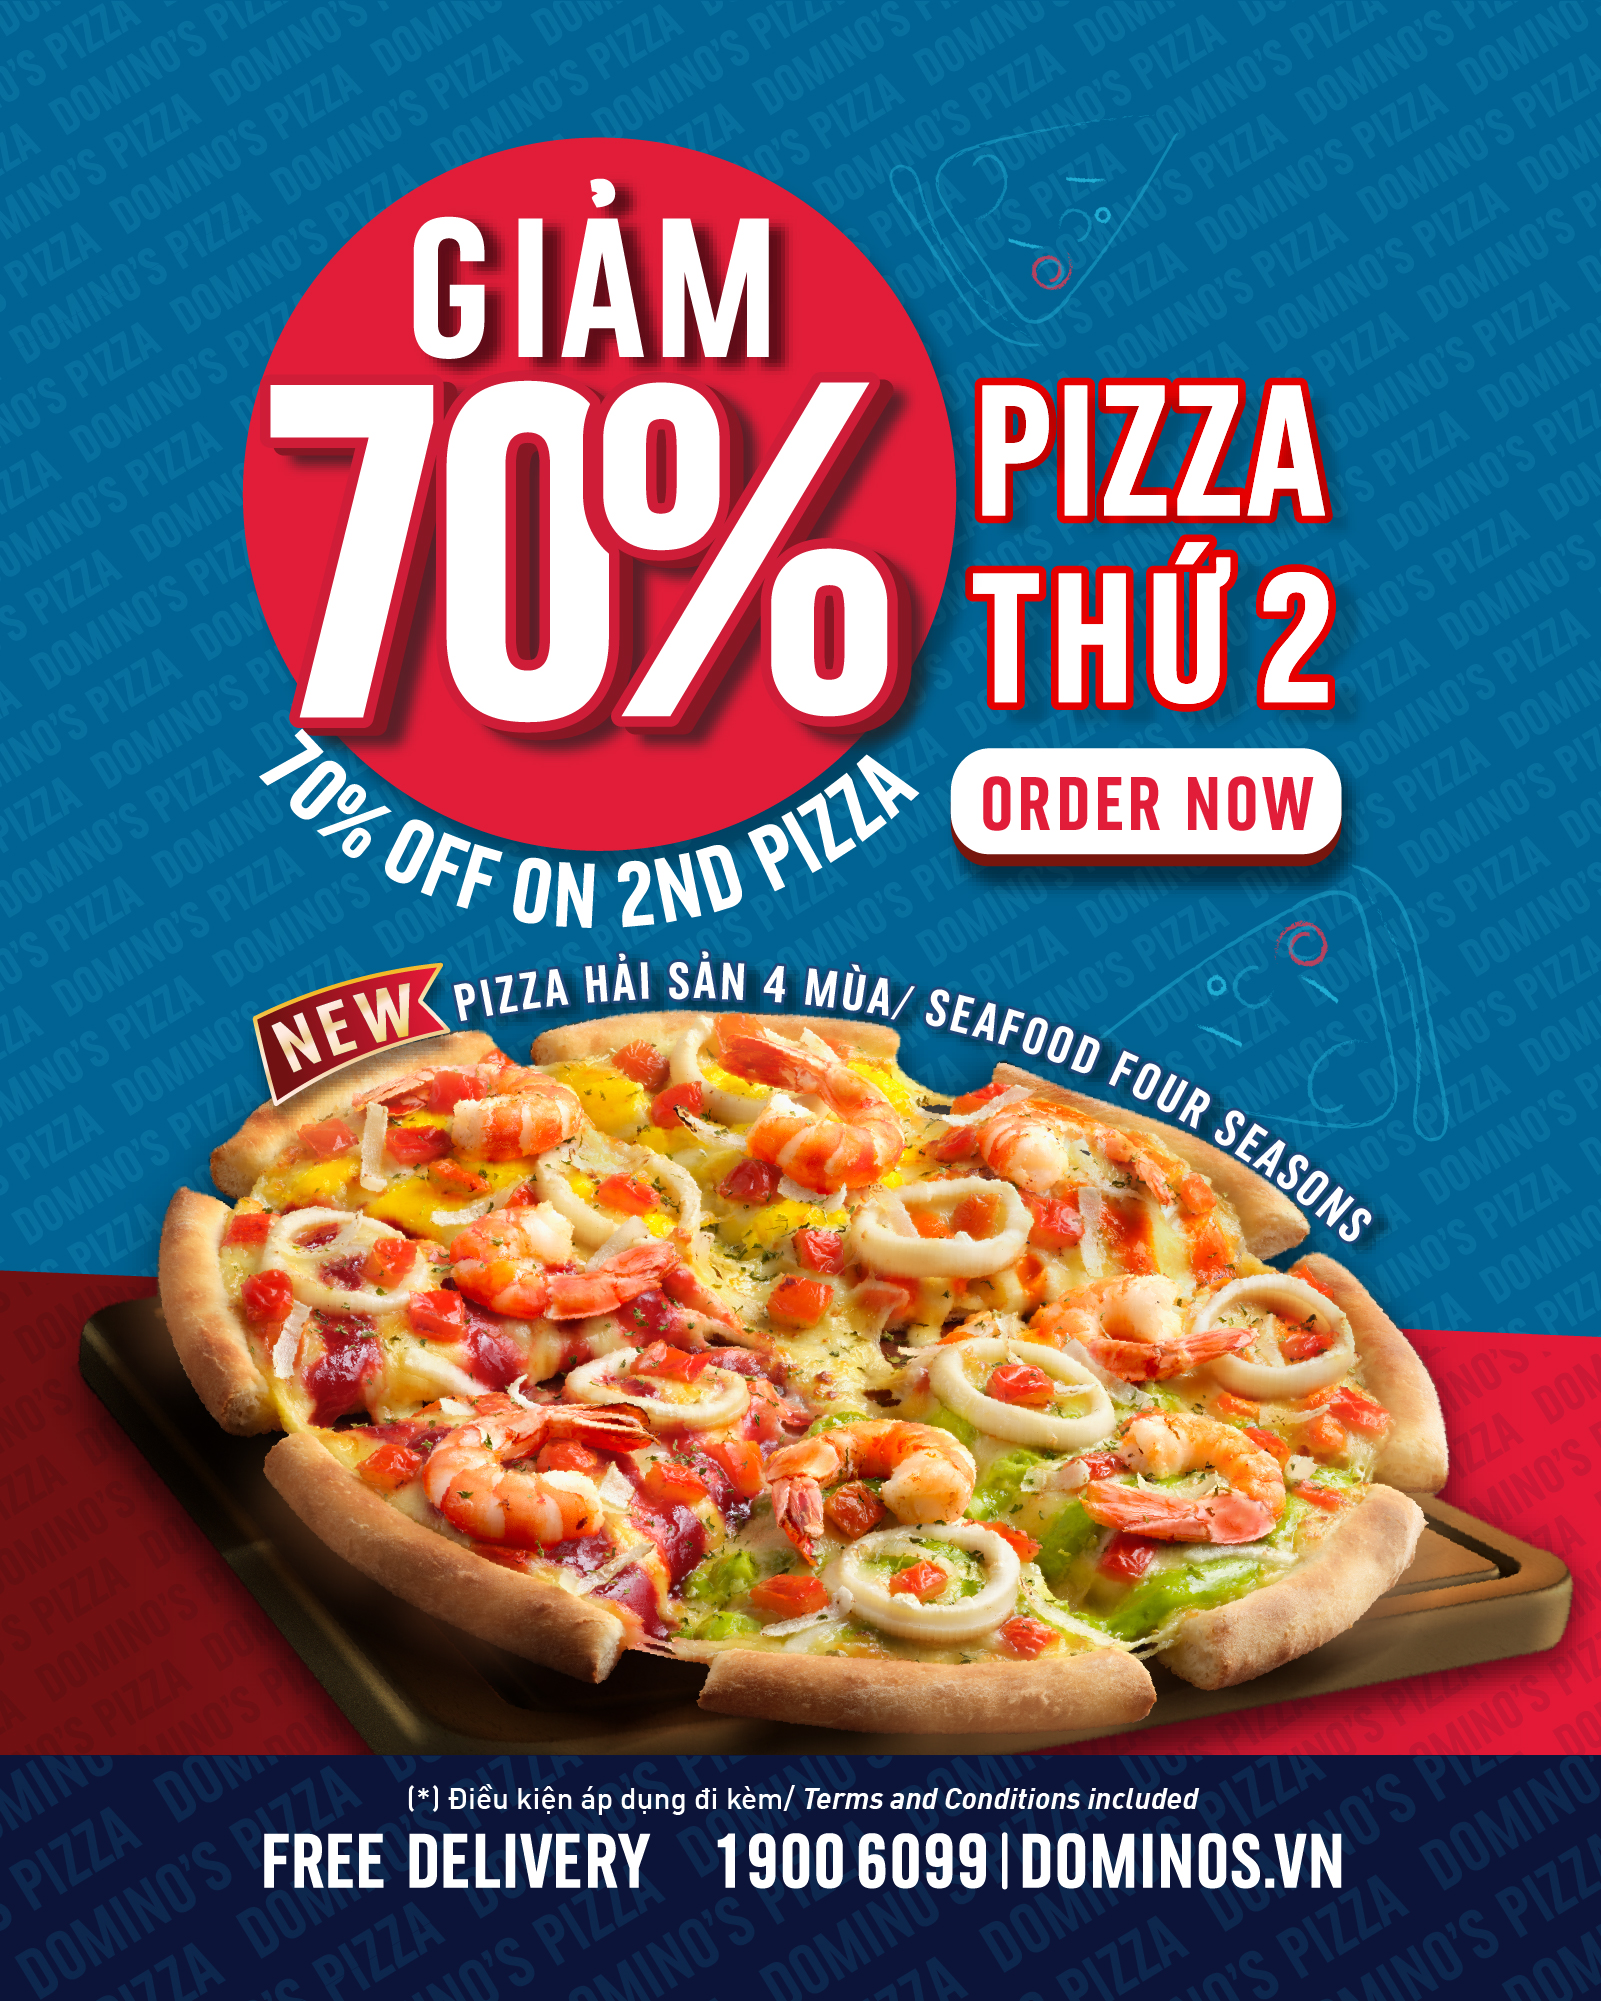 GIẢM
70%
PIZZA
THỨ 2
ORDER NOW
70% OFF ON 2ND PIZZA
NEW
PIZZA HẢI SẢN 4 MÙA/ SEAFOOD FOUR SEASONS
(*) Điều kiện áp dụng đi kèm/ Terms and Conditions included
FREE DELIVERY 1900 6099 | DOMINOS.VN